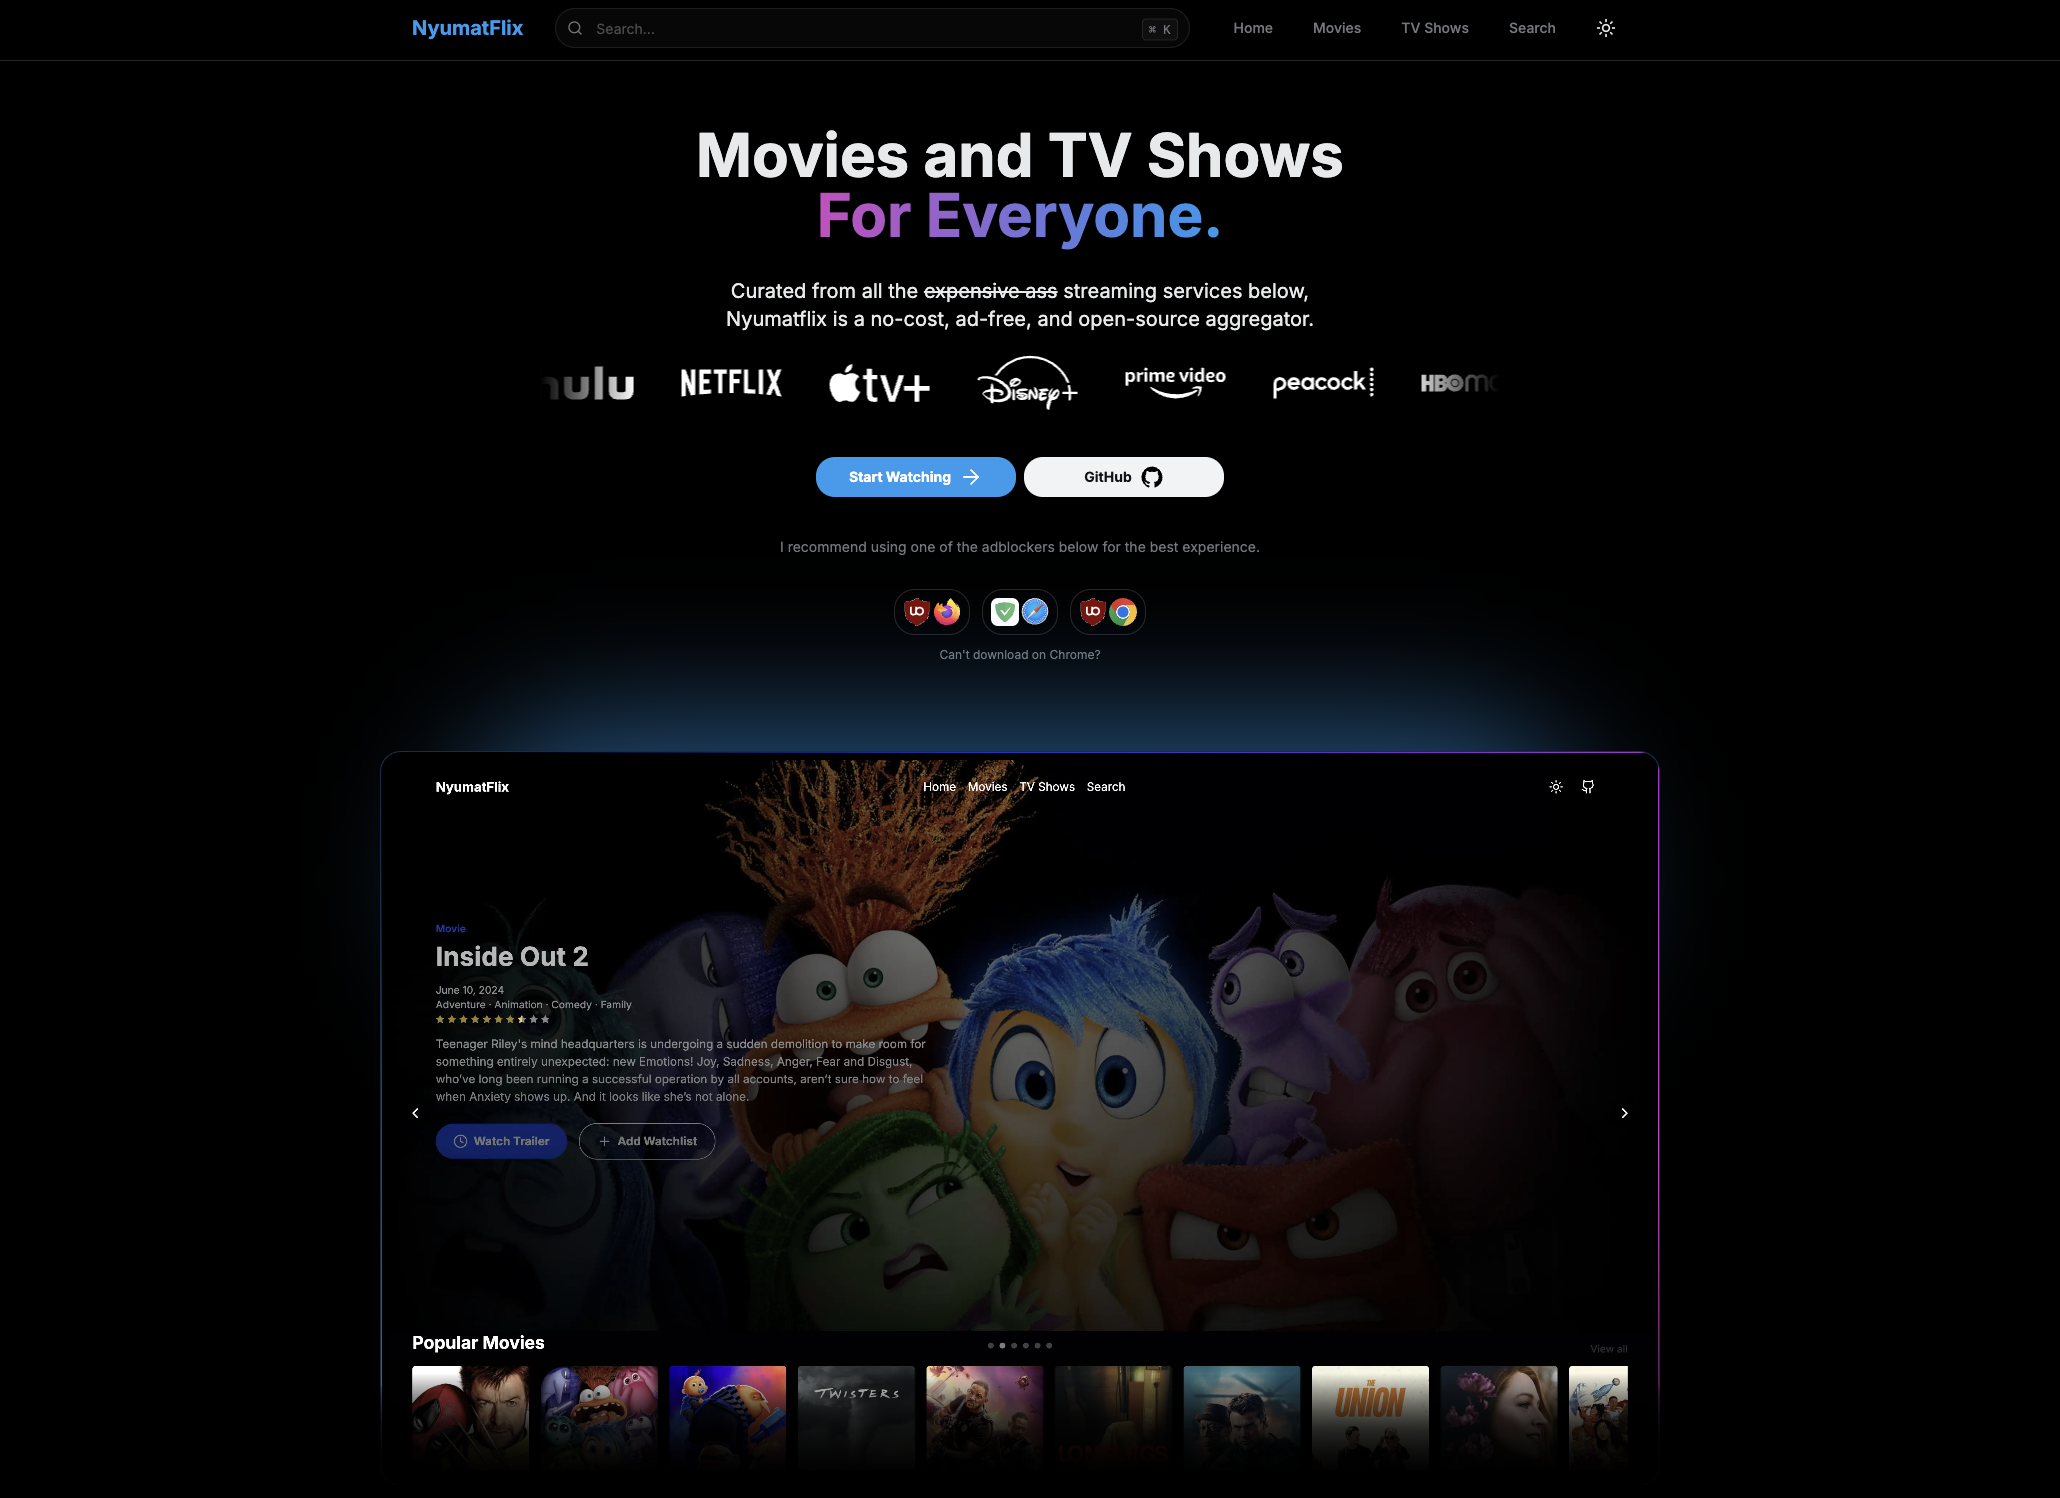 NyumatFlix
Search...
⌘ K
Home
Movies
TV Shows
Search
Movies and TV Shows
For Everyone.
Curated from all the expensive ass streaming services below,
Nyumatflix is a no-cost, ad-free, and open-source aggregator.
hulu
NETFLIX
tv+
Disney+
prime video
peacock
HBOmo
Start Watching
GitHub
I recommend using one of the adblockers below for the best experience.
Can't download on Chrome?
NyumatFlix
Home
Movies
TV Shows
Search
Movie
Inside Out 2
June 10, 2024
Adventure · Animation · Comedy · Family
Teenager Riley's mind headquarters is undergoing a sudden demolition to make room for
something entirely unexpected: new Emotions! Joy, Sadness, Anger, Fear and Disgust,
who've long been running a successful operation by all accounts, aren't sure how to feel
when Anxiety shows up. And it looks like she's not alone.
Watch Trailer
Add Watchlist
Popular Movies
View all
TWISTERS
THE
UNION